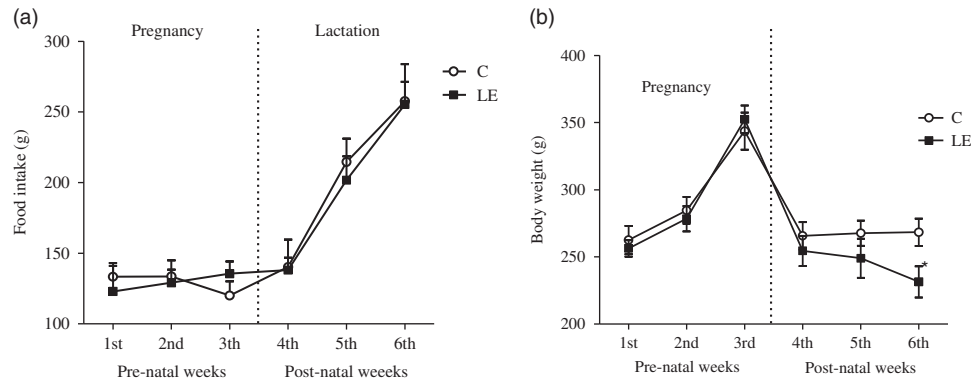 (a)
Pregnancy
Lactation
300
250
200
150
100
Food intake (g)
C
LE
1st 2nd 3th 4th 5th 6th
Pre-natal weeks
Post-natal weeeks
(b)
400
350
300
250
200
Body weight (g)
Pregnancy
C
LE
*
1st 2nd 3rd 4th 5th 6th
Pre-natal weeks
Post-natal weeks